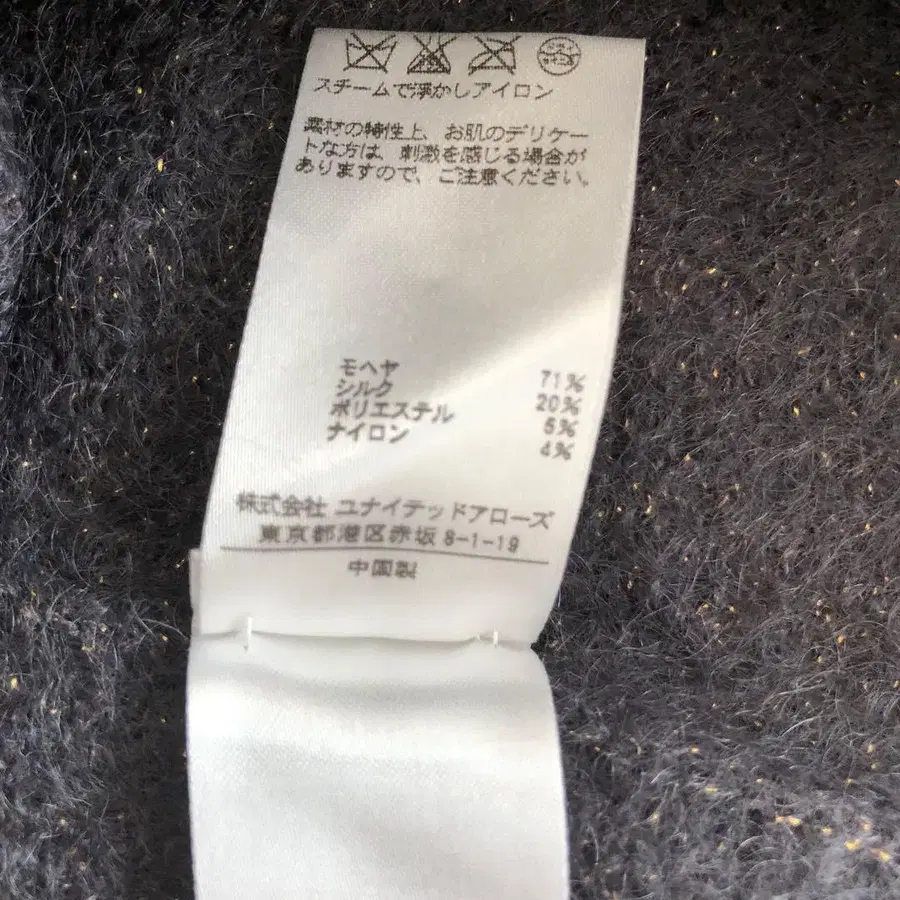 スチームで浮かしアイロン
素材の特性上、お肌のデリケー
トな方は、刺激を感じる場合が
ありますので、ご注意ください。
モヘヤ 71%
シルク 20%
ポリエステル 5%
ナイロン 4%
株式会社 ユナイテッドアローズ
東京都港区赤坂8-1-19
中国製